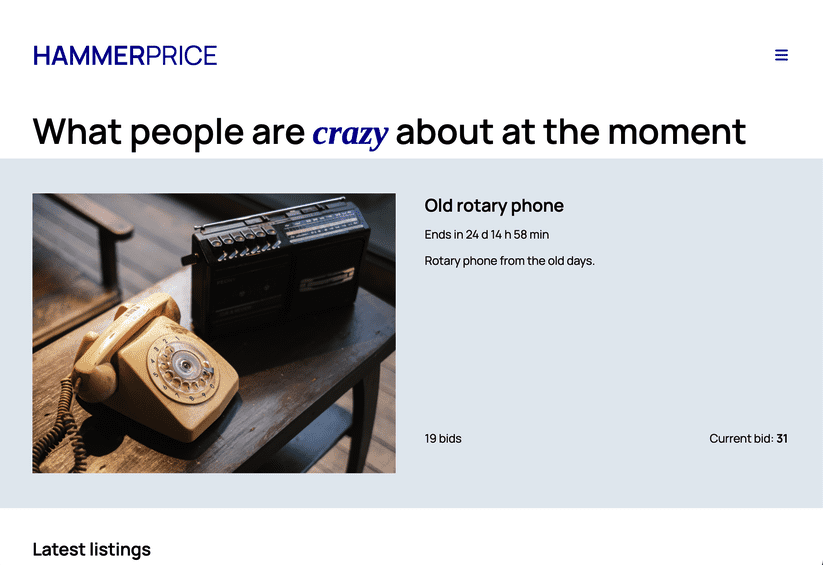 HAMMERPRICE
What people are crazy about at the moment
Old rotary phone
Ends in 24 d 14 h 58 min
Rotary phone from the old days.
19 bids
Current bid: 31
Latest listings